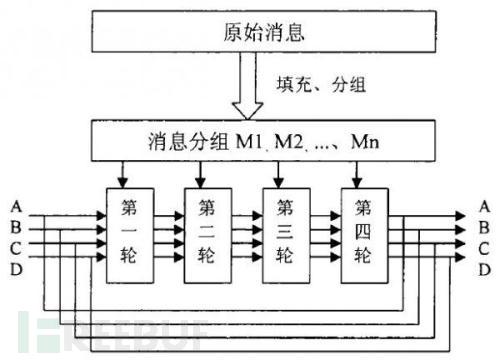 原始消息
填充、分组
消息分组 M1、M2、...、Mn
A
B
C
D
第一轮
第二轮
第三轮
第四轮
A
B
C
D
REEBUF